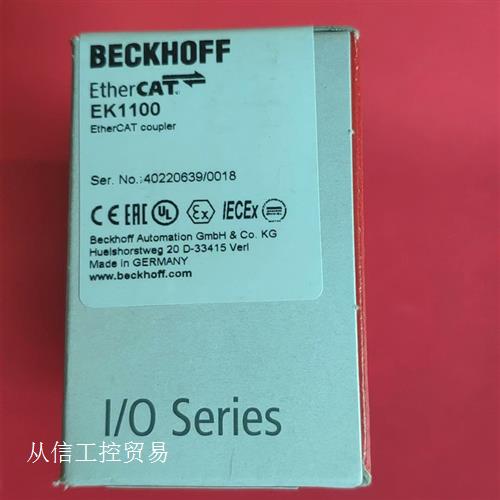 BECKHOFF
EtherCAT
EK1100
EtherCAT coupler
Ser. No.:40220639/0018
CE EAC UL Ex IECEx
Beckhoff Automation GmbH & Co. KG
Huelshorstweg 20 D-33415 Verl
Made in GERMANY
www.beckhoff.com
I/O Series
从信工控贸易